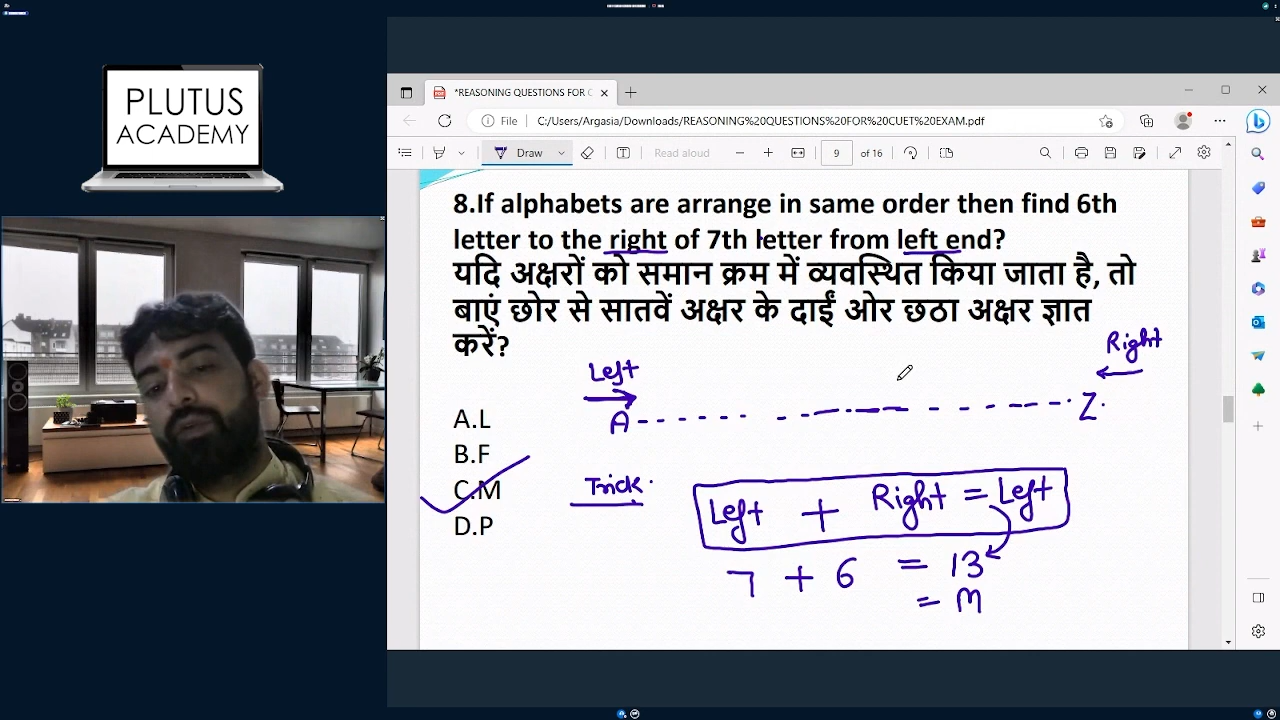 PLUTUS
ACADEMY
*REASONING QUESTIONS FOR C
File
C:/Users/Argasia/Downloads/REASONING%20QUESTIONS%20FOR%20CUET%20EXAM.pdf
Draw
Read aloud
9
of 16
8.If alphabets are arrange in same order then find 6th
letter to the right of 7th letter from left end?
यदि अक्षरों को समान क्रम में व्यवस्थित किया जाता है, तो
बाएं छोर से सातवें अक्षर के दाईं ओर छठा अक्षर ज्ञात
करें?
Right
Left
A Z
A.L
B.F
C.M
D.P
Trick
Left + Right = Left
7 + 6 = 13
= M